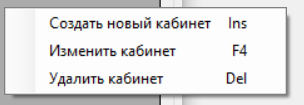 Создать новый кабинет Ins
Изменить кабинет F4
Удалить кабинет Del